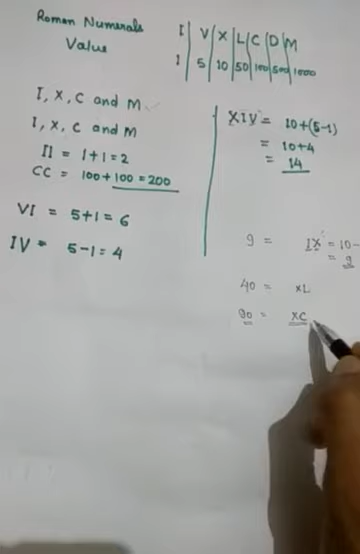 Roman Numerals I | V | X | L | C | D | M
Value 1 | 5 | 10 | 50 | 100 | 500 | 1000
I, X, C and M
I, X, C and M
II = 1+1=2
CC = 100+100=200
VI = 5+1=6
IV = 5-1=4
XIV = 10+(5-1)
= 10+4
= 14
9 = IX = 10-
= 9
40 = XL
90 = XC